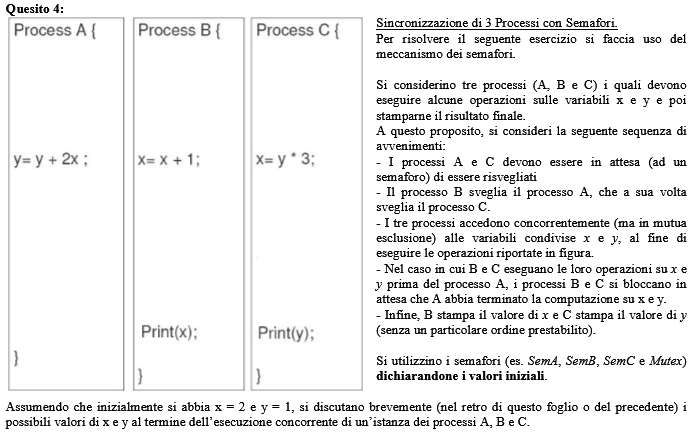 Quesito 4:
Process A {
y= y + 2x ;
}
Process B {
x= x + 1;
Print(x);
}
Process C {
x= y * 3;
Print(y);
}
Sincronizzazione di 3 Processi con Semafori.
Per risolvere il seguente esercizio si faccia uso del
meccanismo dei semafori.
Si considerino tre processi (A, B e C) i quali devono
eseguire alcune operazioni sulle variabili x e y e poi
stamparne il risultato finale.
A questo proposito, si consideri la seguente sequenza di
avvenimenti:
- I processi A e C devono essere in attesa (ad un
semaforo) di essere risvegliati
- Il processo B sveglia il processo A, che a sua volta
sveglia il processo C.
- I tre processi accedono concorrentemente (ma in mutua
esclusione) alle variabili condivise x e y, al fine di
eseguire le operazioni riportate in figura.
- Nel caso in cui B e C eseguano le loro operazioni su x e
y prima del processo A, i processi B e C si bloccano in
attesa che A abbia terminato la computazione su x e y.
- Infine, B stampa il valore di x e C stampa il valore di y
(senza un particolare ordine prestabilito).
Si utilizzino i semafori (es. SemA, SemB, SemC e Mutex)
dichiarandone i valori iniziali.
Assumendo che inizialmente si abbia x = 2 e y = 1, si discutano brevemente (nel retro di questo foglio o del precedente) i
possibili valori di x e y al termine dell'esecuzione concorrente di un'istanza dei processi A, B e C.